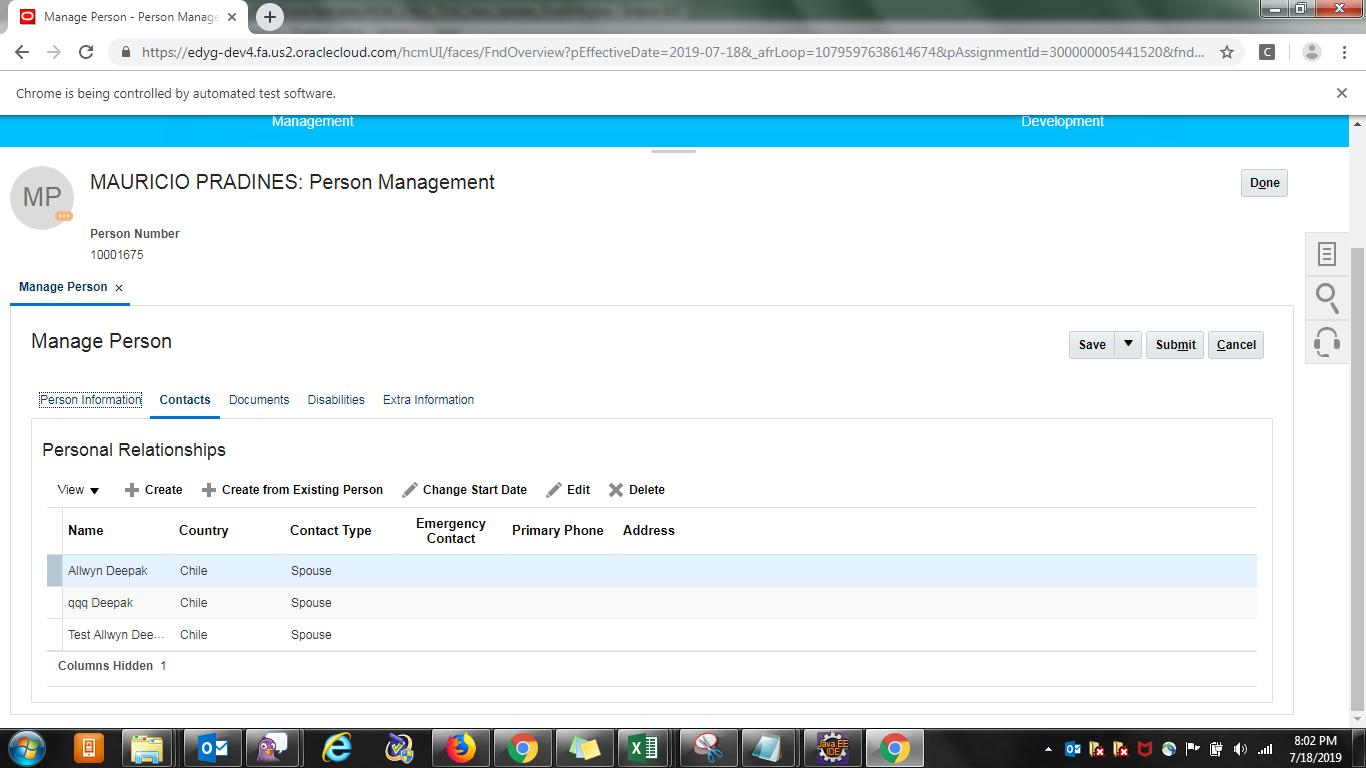 Manage Person - Person Manage
https://edyg-dev4.fa.us2.oraclecloud.com/hcmUI/faces/FndOverview?pEffectiveDate=2019-07-18&_afrLoop=1079597638614674&pAssignmentId=300000005441520&fnd...
C
Chrome is being controlled by automated test software.
Management Development
MP
MAURICIO PRADINES: Person Management
Done
Person Number
10001675
Manage Person
Manage Person
Save Submit Cancel
Person Information Contacts Documents Disabilities Extra Information
Personal Relationships
View Create Create from Existing Person Change Start Date Edit Delete
Name Country Contact Type Emergency Contact Primary Phone Address
Allwyn Deepak Chile Spouse
qqq Deepak Chile Spouse
Test Allwyn Dee... Chile Spouse
Columns Hidden 1
Java EE
IDE
8:02 PM
7/18/2019